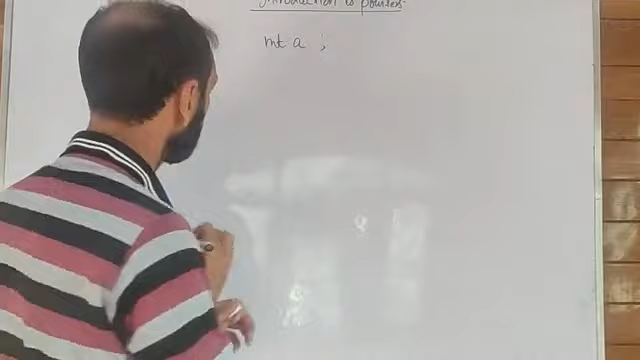 Introduction to pointers.
int a ;